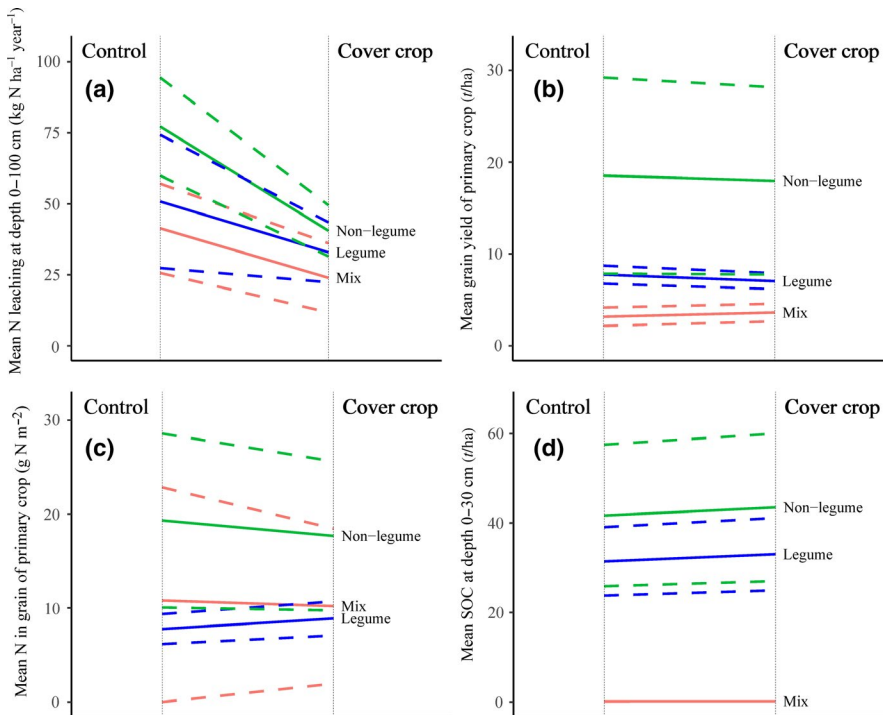 Mean N leaching at depth 0−100 cm (kg N ha⁻¹ year⁻¹)
100
75
50
25
0
Control
Cover crop
(a)
Non−legume
Legume
Mix
Mean grain yield of primary crop (t/ha)
30
20
10
0
Control
Cover crop
(b)
Non−legume
Legume
Mix
Mean N in grain of primary crop (g N m⁻²)
30
20
10
0
Control
Cover crop
(c)
Non−legume
Mix
Legume
Mean SOC at depth 0−30 cm (t/ha)
60
40
20
0
Control
Cover crop
(d)
Non−legume
Legume
Mix